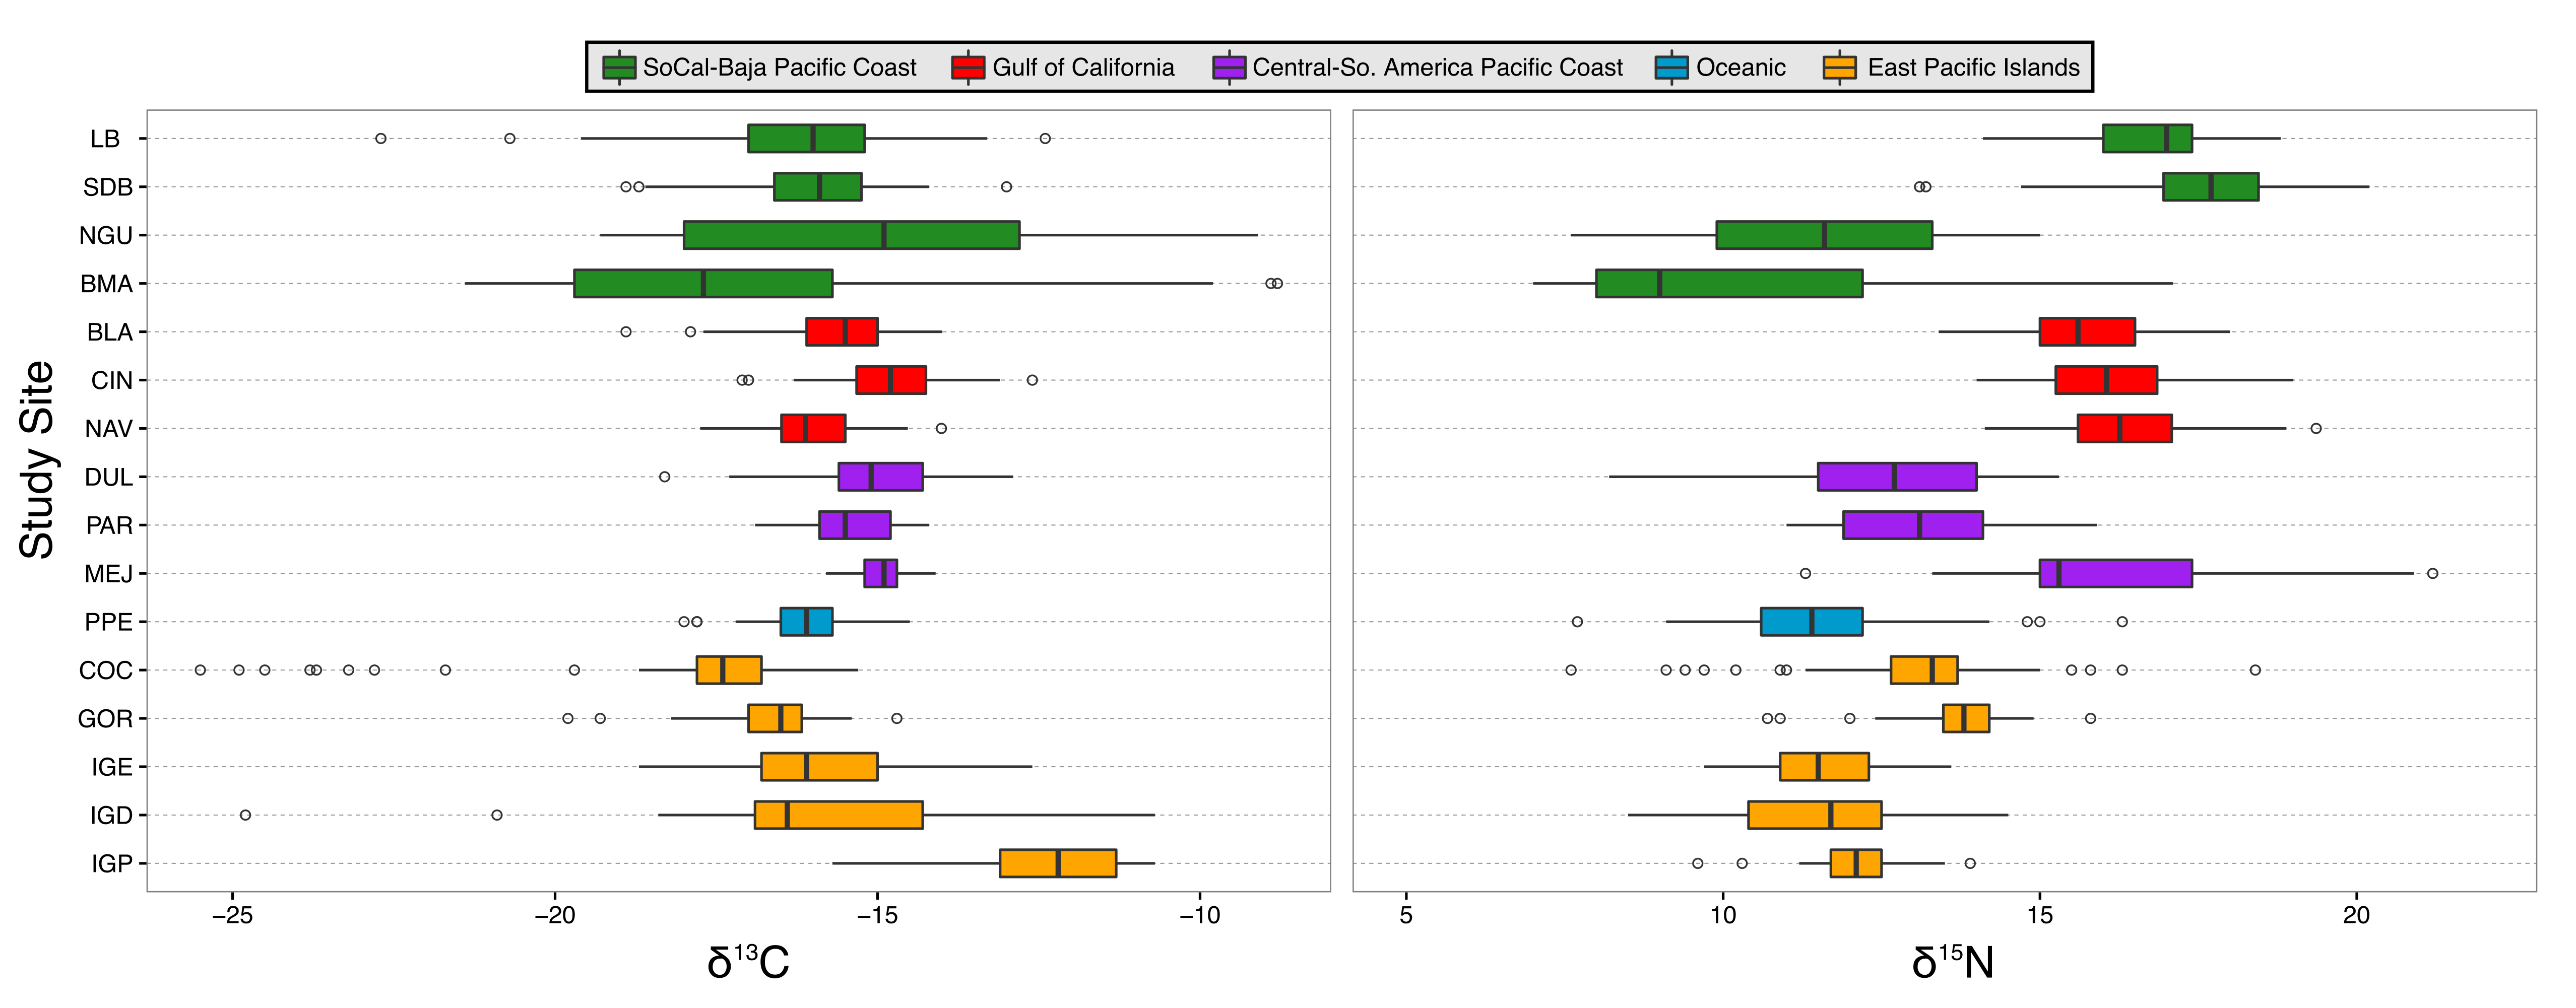 SoCal-Baja Pacific Coast Gulf of California Central-So. America Pacific Coast Oceanic East Pacific Islands
Study Site
LB
SDB
NGU
BMA
BLA
CIN
NAV
DUL
PAR
MEJ
PPE
COC
GOR
IGE
IGD
IGP
−25 −20 −15 −10 5 10 15 20
δ¹³C δ¹⁵N